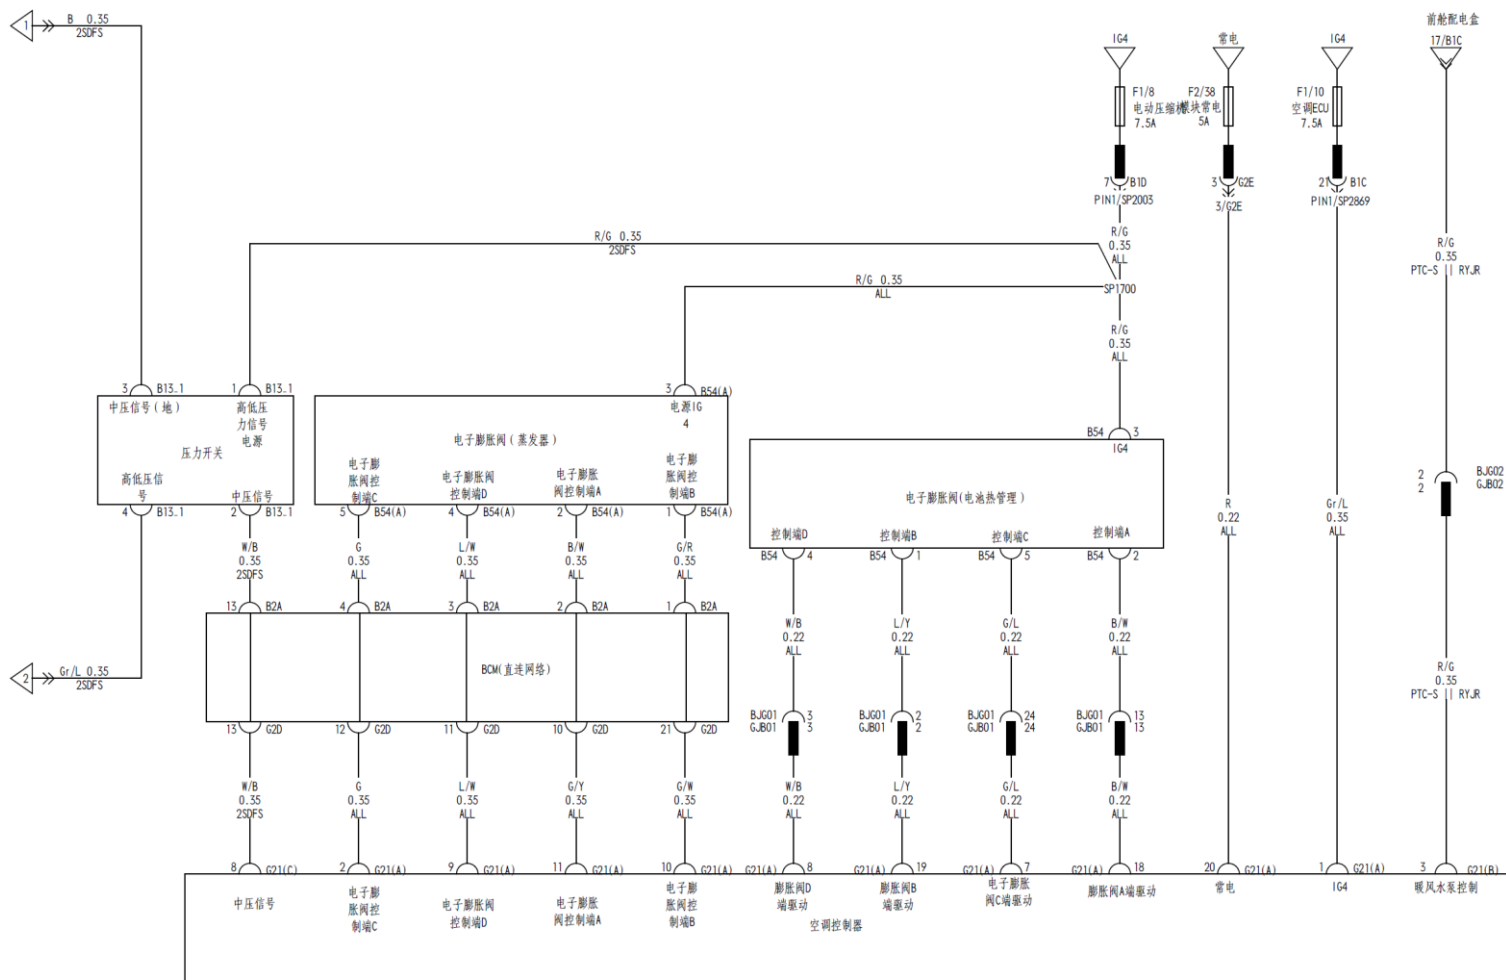 1
B 0.35
2SDFS
前舱配电盒
17/B1C
IG4
常电
IG4
F1/8
电动压缩机
7.5A
F2/38
模块常电
5A
F1/10
空调ECU
7.5A
7 B1D
PIN1/SP2003
3 G2E
3/G2E
21 B1C
PIN1/SP2869
R/G
0.35
ALL
R/G 0.35
2SDFS
R/G 0.35
ALL
SP1700
R/G
0.35
PTC-S || RYJR
R/G
0.35
ALL
3 B13_1
1 B13_1
3 B54(A)
中压信号(地)
高低压
力信号
电源
压力开关
高低压信
号
中压信号
4 B13_1
2 B13_1
电源IG
4
电子膨胀阀(蒸发器)
电子膨
胀阀控
制端C
电子膨胀阀
控制端D
电子膨胀
阀控制端A
电子膨
胀阀控
制端B
5 B54(A)
4 B54(A)
2 B54(A)
1 B54(A)
B54 3
IG4
电子膨胀阀(电池热管理)
控制端D
控制端B
控制端C
控制端A
B54 4
B54 1
B54 5
B54 2
2 BJG02
2 GJB02
R
0.22
ALL
Gr/L
0.35
ALL
W/B
0.35
2SDFS
G
0.35
ALL
L/W
0.35
ALL
B/W
0.35
ALL
G/R
0.35
ALL
13 B2A
4 B2A
3 B2A
2 B2A
1 B2A
BCM(直连网络)
2
Gr/L 0.35
2SDFS
W/B
0.22
ALL
L/Y
0.22
ALL
G/L
0.22
ALL
B/W
0.22
ALL
R/G
0.35
PTC-S || RYJR
13 G2D
12 G2D
11 G2D
10 G2D
21 G2D
BJG01 3
GJB01 3
BJG01 2
GJB01 2
BJG01 24
GJB01 24
BJG01 13
GJB01 13
W/B
0.35
2SDFS
G
0.35
ALL
L/W
0.35
ALL
G/Y
0.35
ALL
G/W
0.35
ALL
W/B
0.22
ALL
L/Y
0.22
ALL
G/L
0.22
ALL
B/W
0.22
ALL
8 G21(C)
2 G21(A)
9 G21(A)
11 G21(A)
10 G21(A)
G21(A) 8
G21(A) 19
G21(A) 7
G21(A) 18
20 G21(A)
1 G21(A)
3 G21(B)
中压信号
电子膨
胀阀控
制端C
电子膨胀阀
控制端D
电子膨胀
阀控制端A
电子膨
胀阀控
制端B
膨胀阀D
端驱动
膨胀阀B
端驱动
电子膨胀
阀C端驱动
膨胀阀A端驱动
常电
IG4
暖风水泵控制
空调控制器